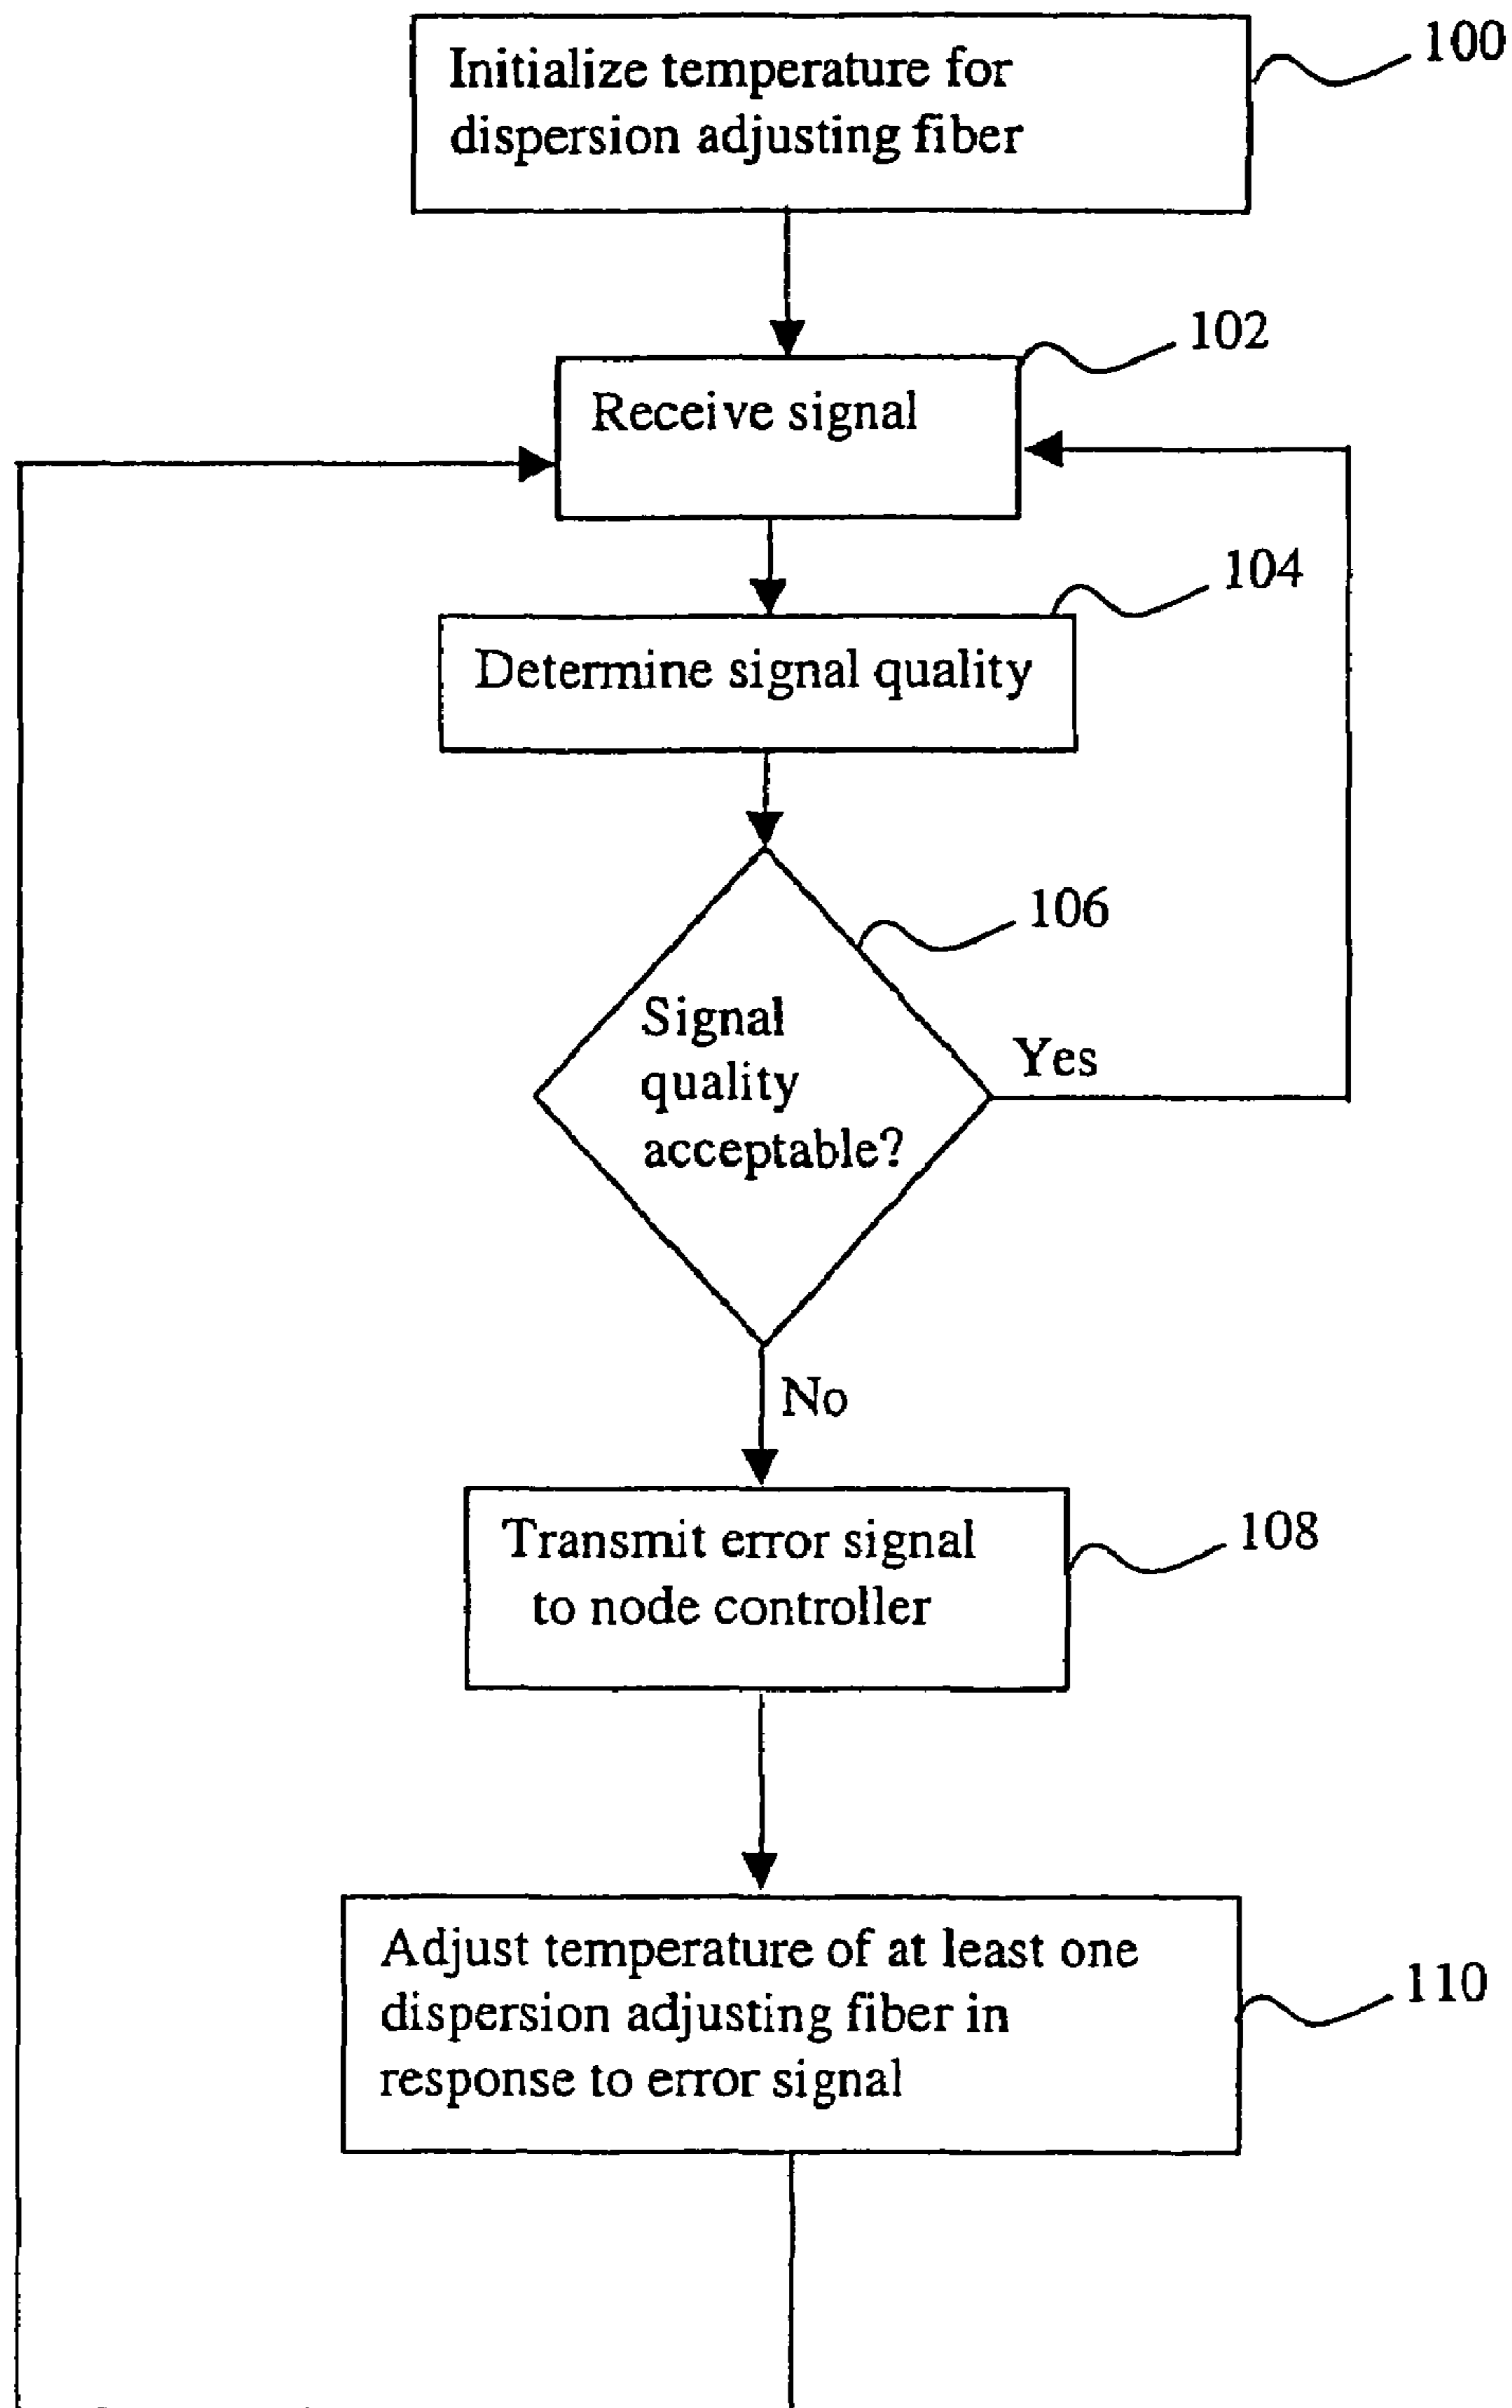 Initialize temperature for
dispersion adjusting fiber
100
102
Receive signal
104
Determine signal quality
106
Signal
quality
acceptable?
Yes
No
Transmit error signal
to node controller
108
Adjust temperature of at least one
dispersion adjusting fiber in
response to error signal
110